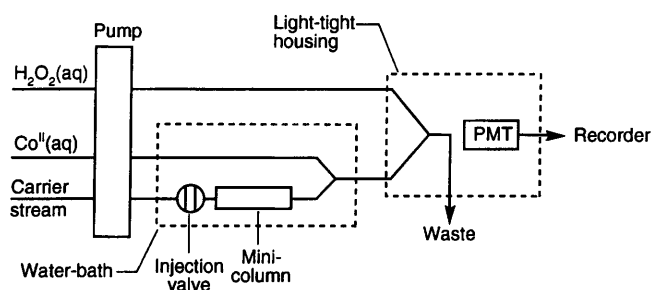 Pump
Light-tight
housing
H₂O₂(aq)
Coᴵᴵ(aq)
Carrier
stream
PMT
Recorder
Waste
Water-bath
Injection
valve
Mini-
column